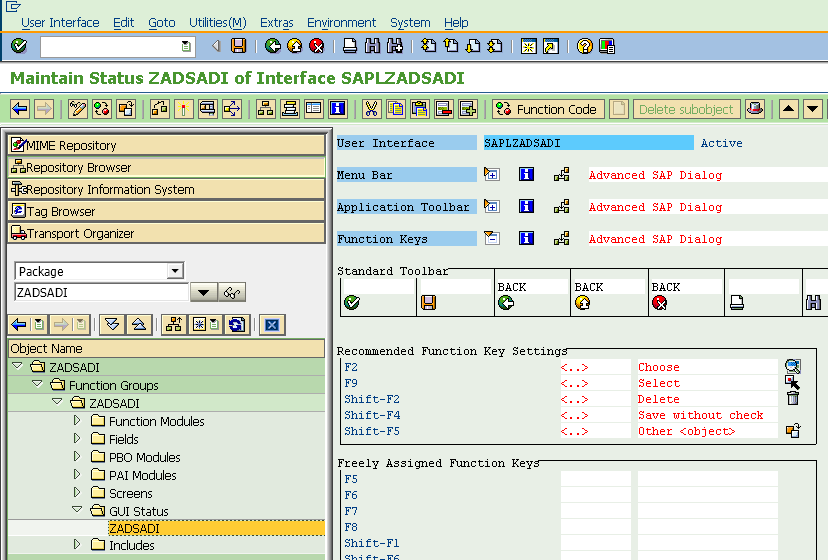 User Interface Edit Goto Utilities(M) Extras Environment System Help
Maintain Status ZADSADI of Interface SAPLZADSADI
Function Code Delete subobject
MIME Repository
Repository Browser
Repository Information System
Tag Browser
Transport Organizer
Package
ZADSADI
Object Name
ZADSADI
Function Groups
ZADSADI
Function Modules
Fields
PBO Modules
PAI Modules
Screens
GUI Status
ZADSADI
Includes
User Interface SAPLZADSADI Active
Menu Bar Advanced SAP Dialog
Application Toolbar Advanced SAP Dialog
Function Keys Advanced SAP Dialog
Standard Toolbar
BACK BACK BACK
Recommended Function Key Settings
F2 <..> Choose
F9 <..> Select
Shift-F2 <..> Delete
Shift-F4 <..> Save without check
Shift-F5 <..> Other <object>
Freely Assigned Function Keys
F5
F6
F7
F8
Shift-F1
Shift-F6